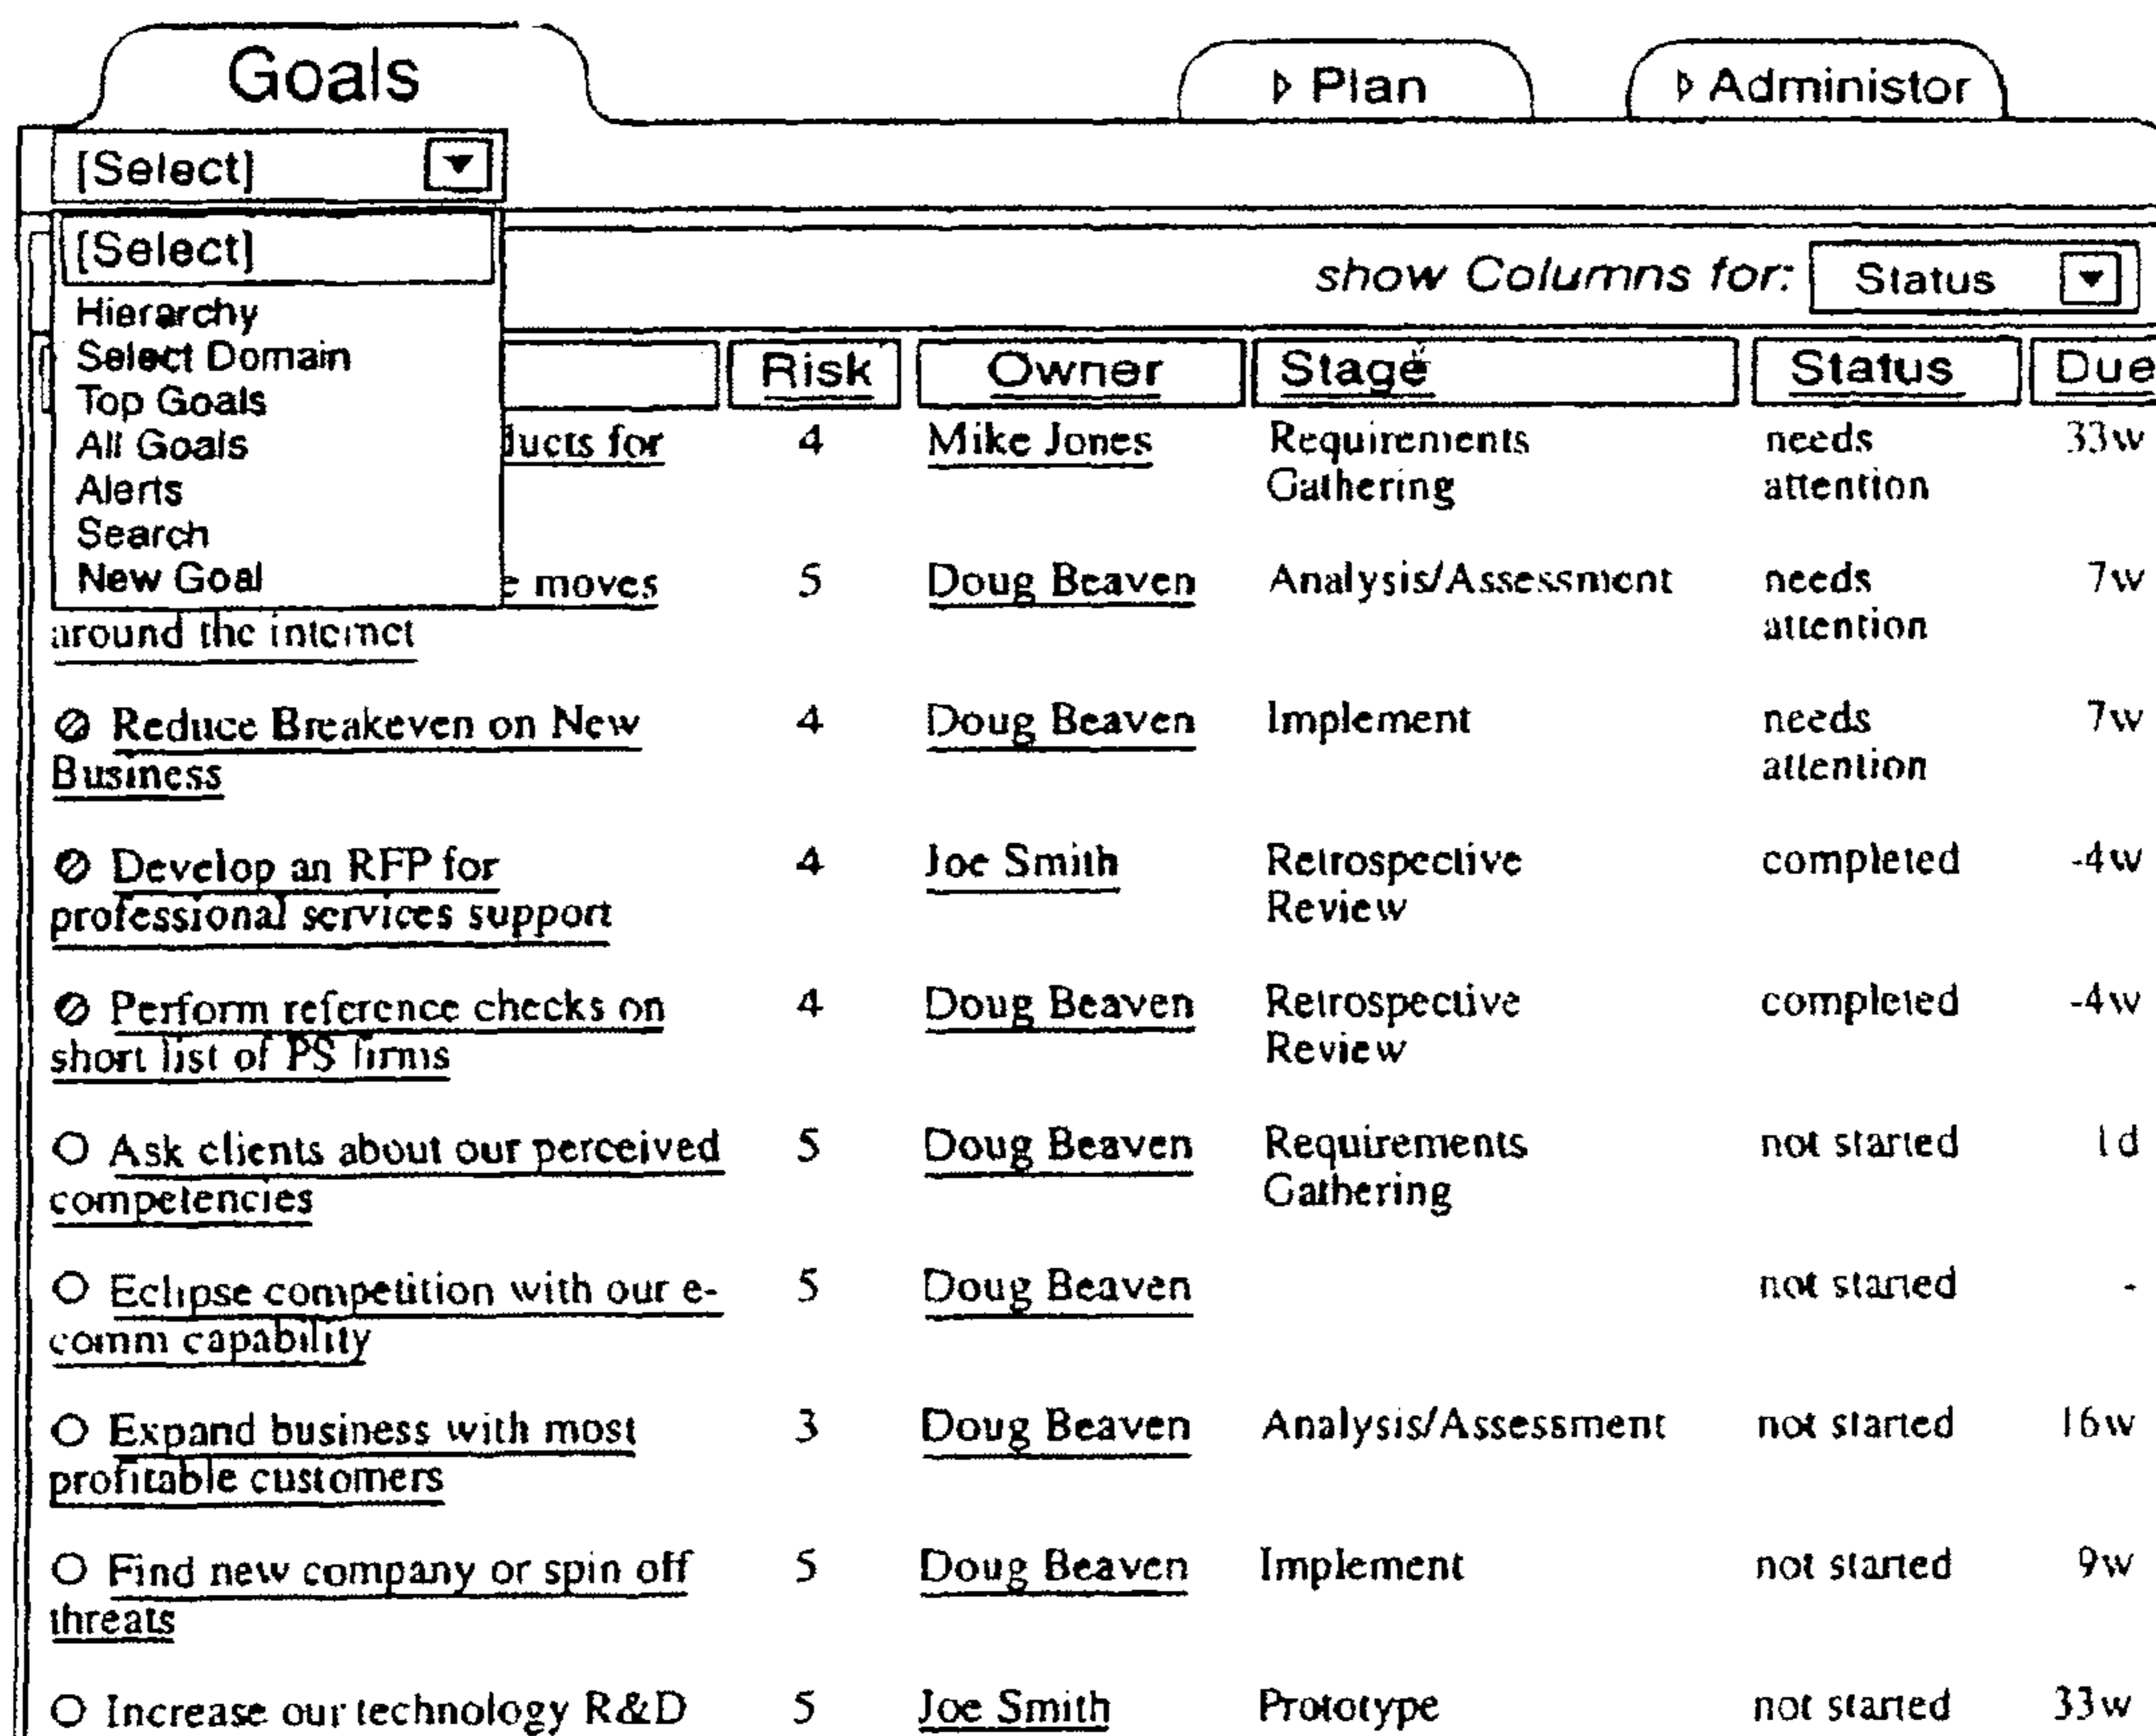 Goals
Plan
Administor
[Select]
[Select]
Hierarchy
Select Domain
Top Goals
All Goals
Alerts
Search
New Goal
show Columns for: Status
Risk Owner Stage Status Due
ducts for 4 Mike Jones Requirements needs 33w
Gathering attention
e moves 5 Doug Beaven Analysis/Assessment needs 7w
around the internet attention
Reduce Breakeven on New 4 Doug Beaven Implement needs 7w
Business attention
Develop an RFP for 4 Joe Smith Retrospective completed -4w
professional services support Review
Perform reference checks on 4 Doug Beaven Retrospective completed -4w
short list of PS firms Review
Ask clients about our perceived 5 Doug Beaven Requirements not started 1d
competencies Gathering
Eclipse competition with our e- 5 Doug Beaven not started -
comm capability
Expand business with most 3 Doug Beaven Analysis/Assessment not started 16w
profitable customers
Find new company or spin off 5 Doug Beaven Implement not started 9w
threats
Increase our technology R&D 5 Joe Smith Prototype not started 33w